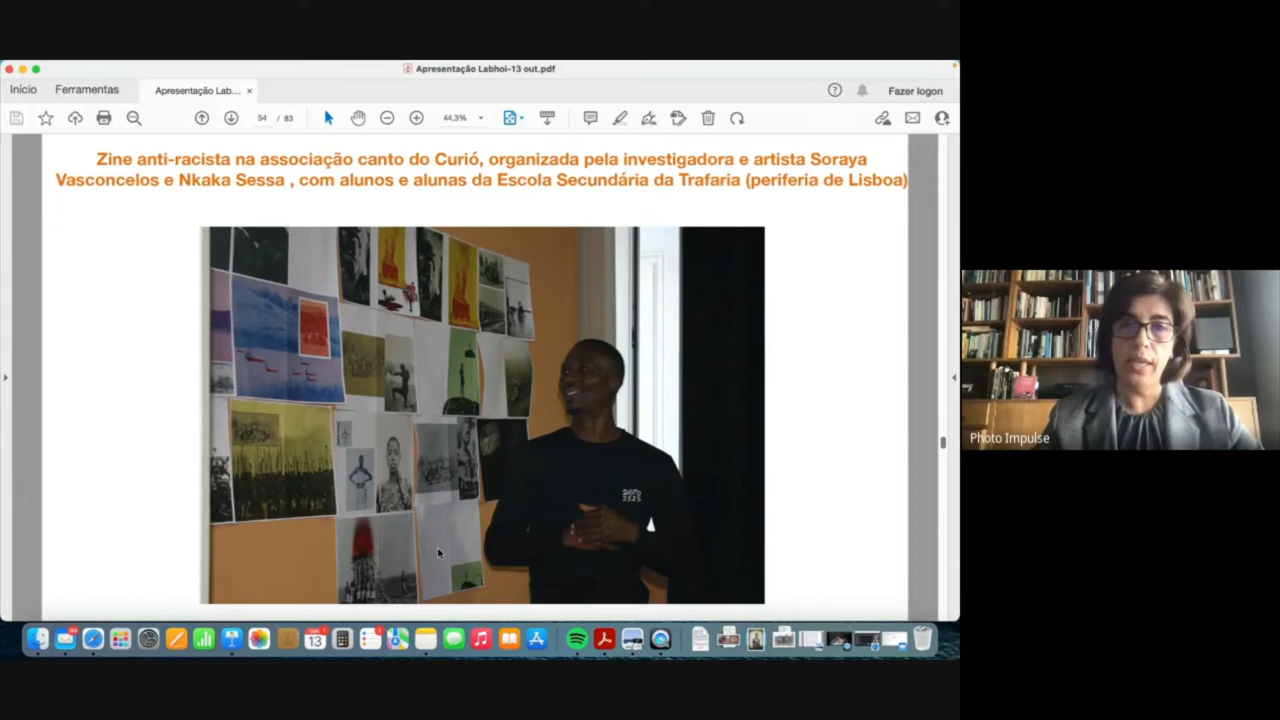 Apresentação Labhoi-13 out.pdf
Início
Ferramentas
Apresentação Lab...
Fazer logon
54 / 83
44,3%
Zine anti-racista na associação canto do Curió, organizada pela investigadora e artista Soraya
Vasconcelos e Nkaka Sessa , com alunos e alunas da Escola Secundária da Trafaria (periferia de Lisboa)
Photo Impulse
13